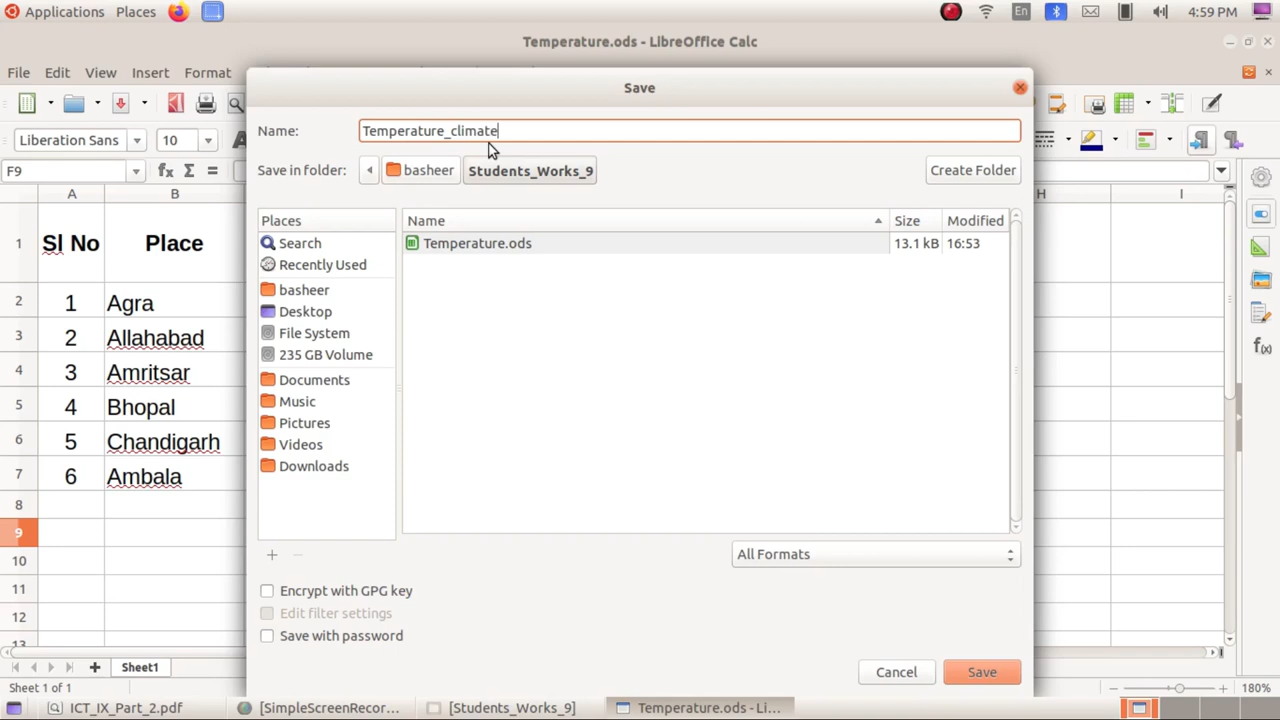 Applications Places En 4:59 PM
Temperature.ods - LibreOffice Calc
File Edit View Insert Format
Save
Name: Temperature_climate
Liberation Sans 10
Save in folder: basheer Students_Works_9 Create Folder
F9
A B H I
Places Name Size Modified
Search Temperature.ods 13.1 kB 16:53
Recently Used
basheer
Desktop
File System
235 GB Volume
Documents
Music
Pictures
Videos
Downloads
1 Sl No Place
2 1 Agra
3 2 Allahabad
4 3 Amritsar
5 4 Bhopal
6 5 Chandigarh
7 6 Ambala
8
9
10
11
12
13
All Formats
Encrypt with GPG key
Edit filter settings
Save with password
Cancel Save
Sheet1
Sheet 1 of 1 180%
ICT_IX_Part_2.pdf [SimpleScreenRecor... [Students_Works_9] Temperature.ods - Li...